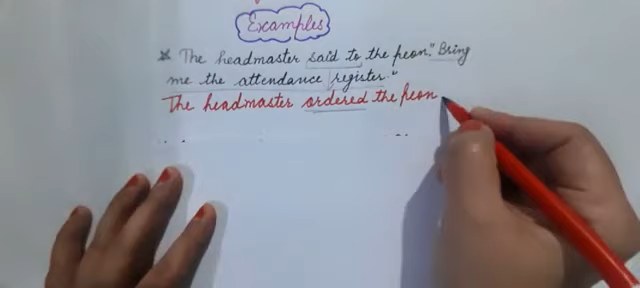 Examples
* The headmaster said to the peon, "Bring
me the attendance register."
The headmaster ordered the peon